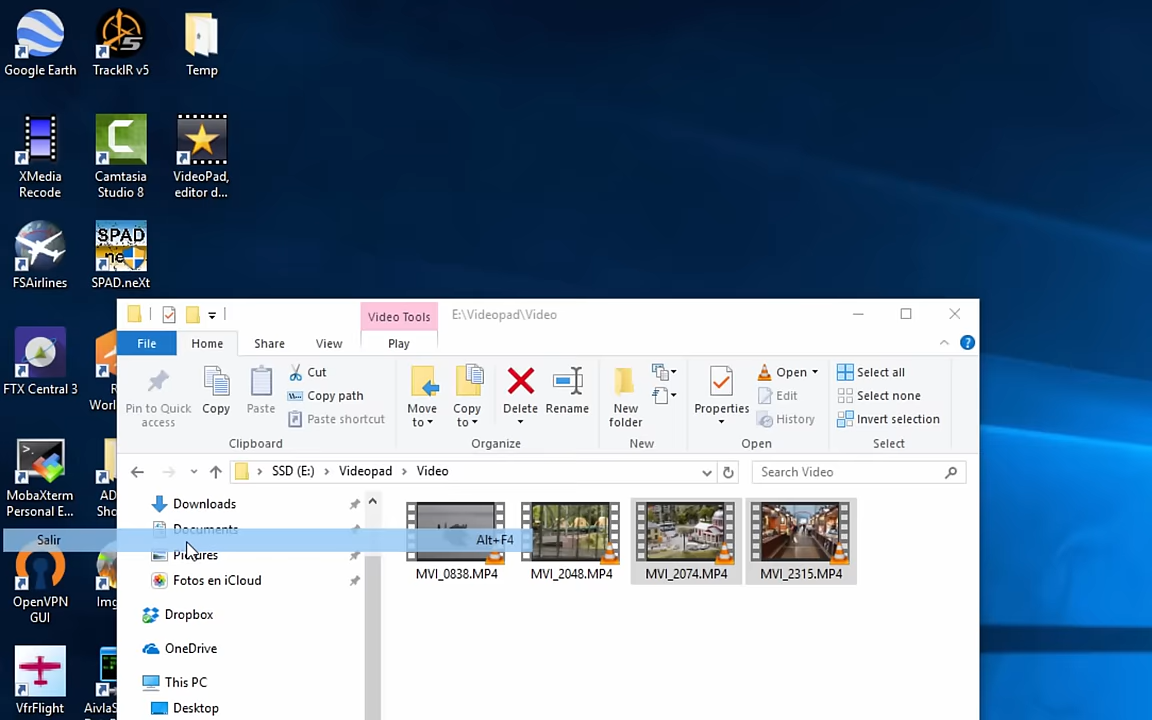 Google Earth
TrackIR v5
Temp
XMedia
Recode
Camtasia
Studio 8
VideoPad,
editor d...
SPAD
neXt
FSAirlines
SPAD.neXt
FTX Central 3
R
Worl
MobaXterm
Personal E...
AD
Sho
OpenVPN
GUI
Img
VfrFlight
AivlaS
Video Tools
E:\Videopad\Video
File
Home
Share
View
Play
Pin to Quick
access
Copy
Paste
Cut
Copy path
Paste shortcut
Clipboard
Move
to
Copy
to
Delete
Rename
Organize
New
folder
New
Properties
Open
Edit
History
Open
Select all
Select none
Invert selection
Select
SSD (E:)
Videopad
Video
Search Video
Downloads
Documents
Salir
Alt+F4
Pictures
Fotos en iCloud
Dropbox
OneDrive
This PC
Desktop
MVI_0838.MP4
MVI_2048.MP4
MVI_2074.MP4
MVI_2315.MP4